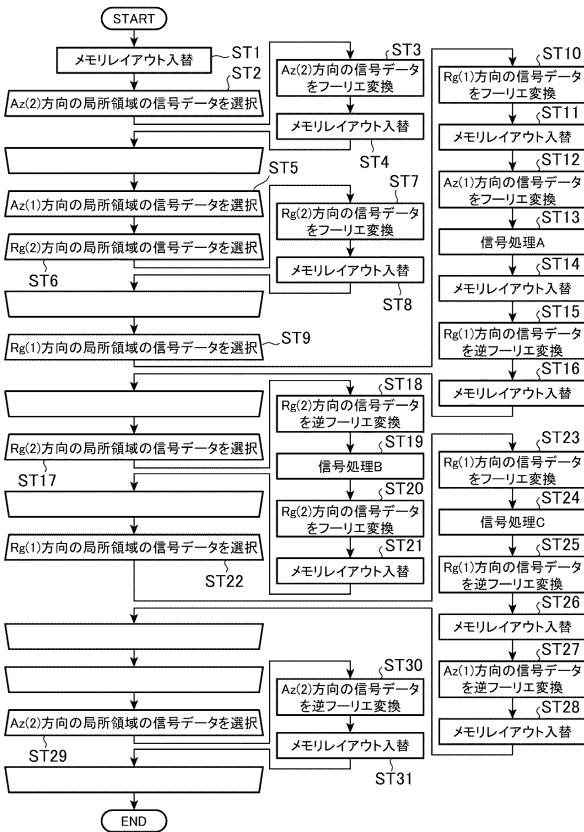 START
メモリレイアウト入替
ST1
ST2
Az(2)方向の局所領域の信号データを選択
ST3
Az(2)方向の信号データ
をフーリエ変換
メモリレイアウト入替
ST4
ST5
Az(1)方向の局所領域の信号データを選択
Rg(2)方向の局所領域の信号データを選択
ST6
ST7
Rg(2)方向の信号データ
をフーリエ変換
メモリレイアウト入替
ST8
ST9
Rg(1)方向の局所領域の信号データを選択
ST10
Rg(1)方向の信号データ
をフーリエ変換
ST11
メモリレイアウト入替
ST12
Az(1)方向の信号データ
をフーリエ変換
ST13
信号処理A
ST14
メモリレイアウト入替
ST15
Rg(1)方向の信号データ
を逆フーリエ変換
ST16
メモリレイアウト入替
Rg(2)方向の局所領域の信号データを選択
ST17
ST18
Rg(2)方向の信号データ
を逆フーリエ変換
ST19
信号処理B
ST20
Rg(2)方向の信号データ
をフーリエ変換
ST21
メモリレイアウト入替
Rg(1)方向の局所領域の信号データを選択
ST22
ST23
Rg(1)方向の信号データ
をフーリエ変換
ST24
信号処理C
ST25
Rg(1)方向の信号データ
を逆フーリエ変換
ST26
メモリレイアウト入替
ST27
Az(1)方向の信号データ
を逆フーリエ変換
ST28
メモリレイアウト入替
Az(2)方向の局所領域の信号データを選択
ST29
ST30
Az(2)方向の信号データ
を逆フーリエ変換
メモリレイアウト入替
ST31
END